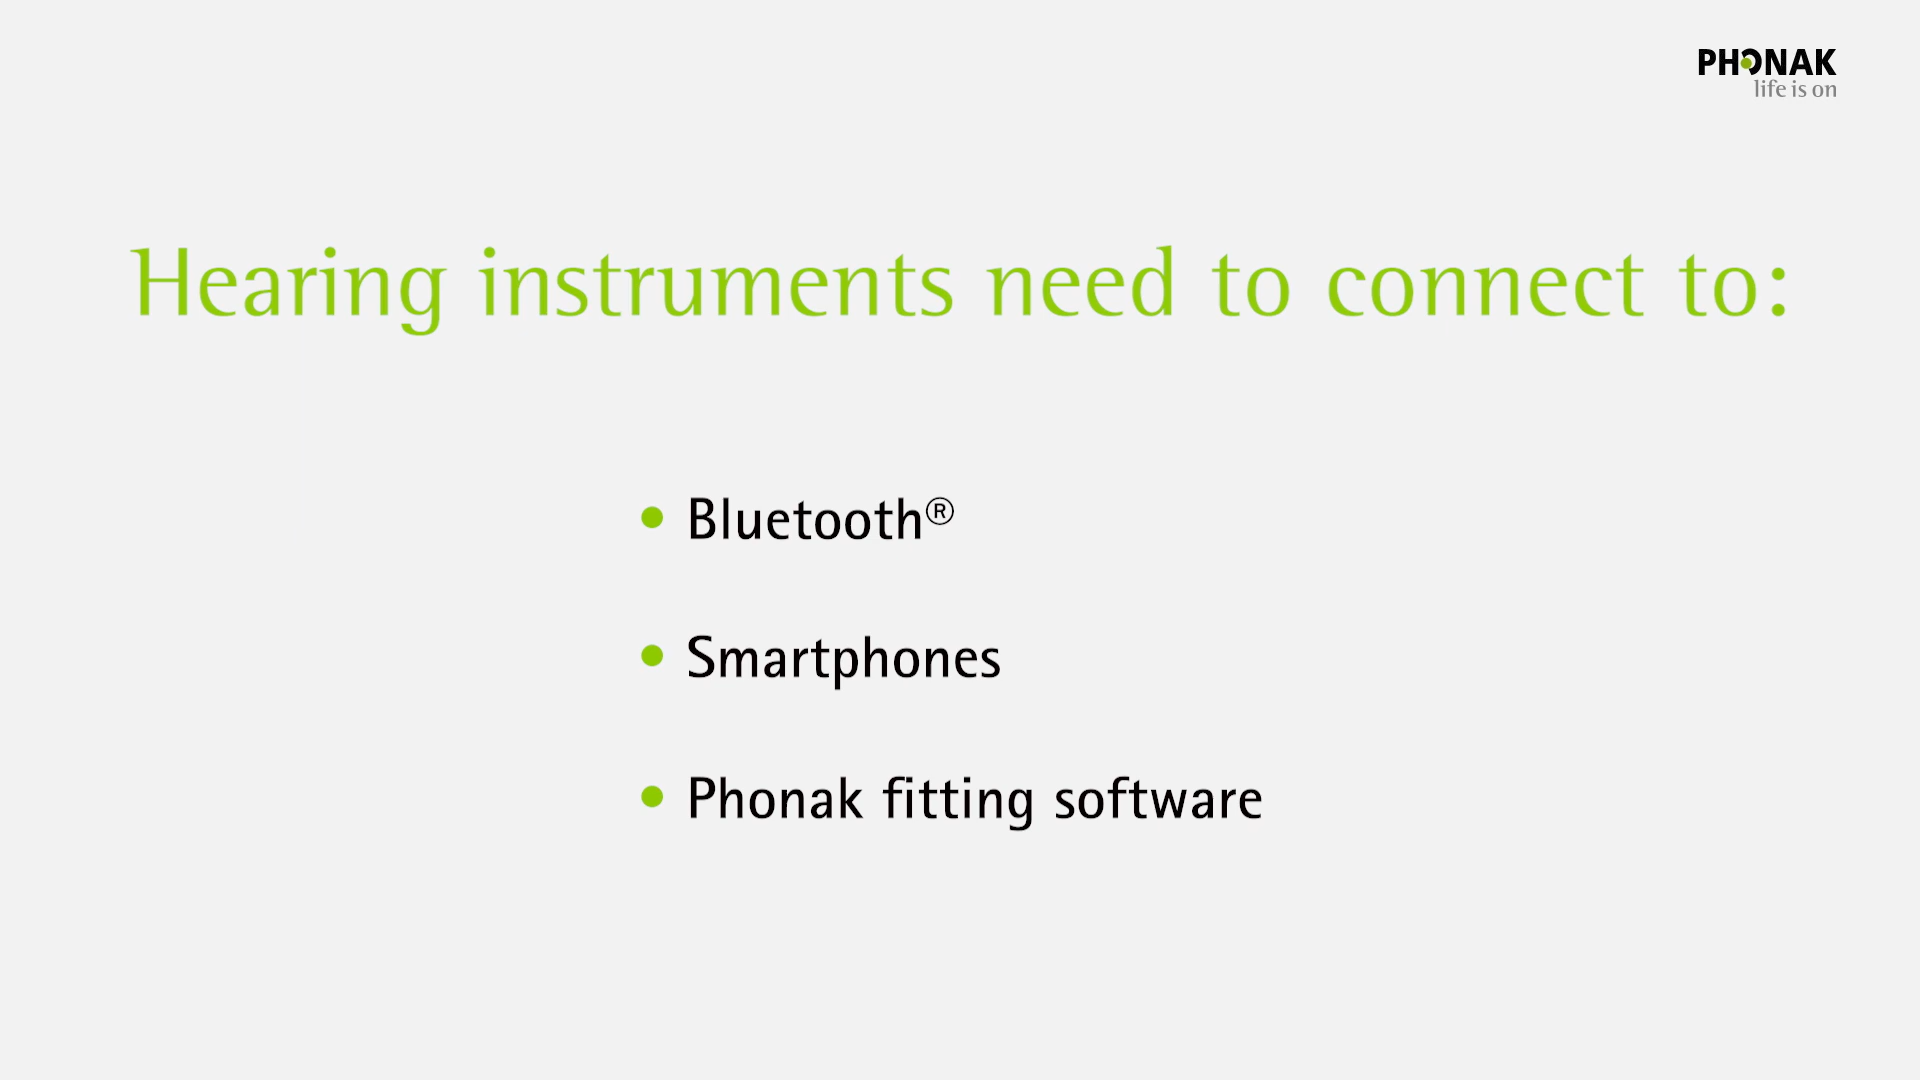 PHONAK
life is on
Hearing instruments need to connect to:
• Bluetooth®
• Smartphones
• Phonak fitting software